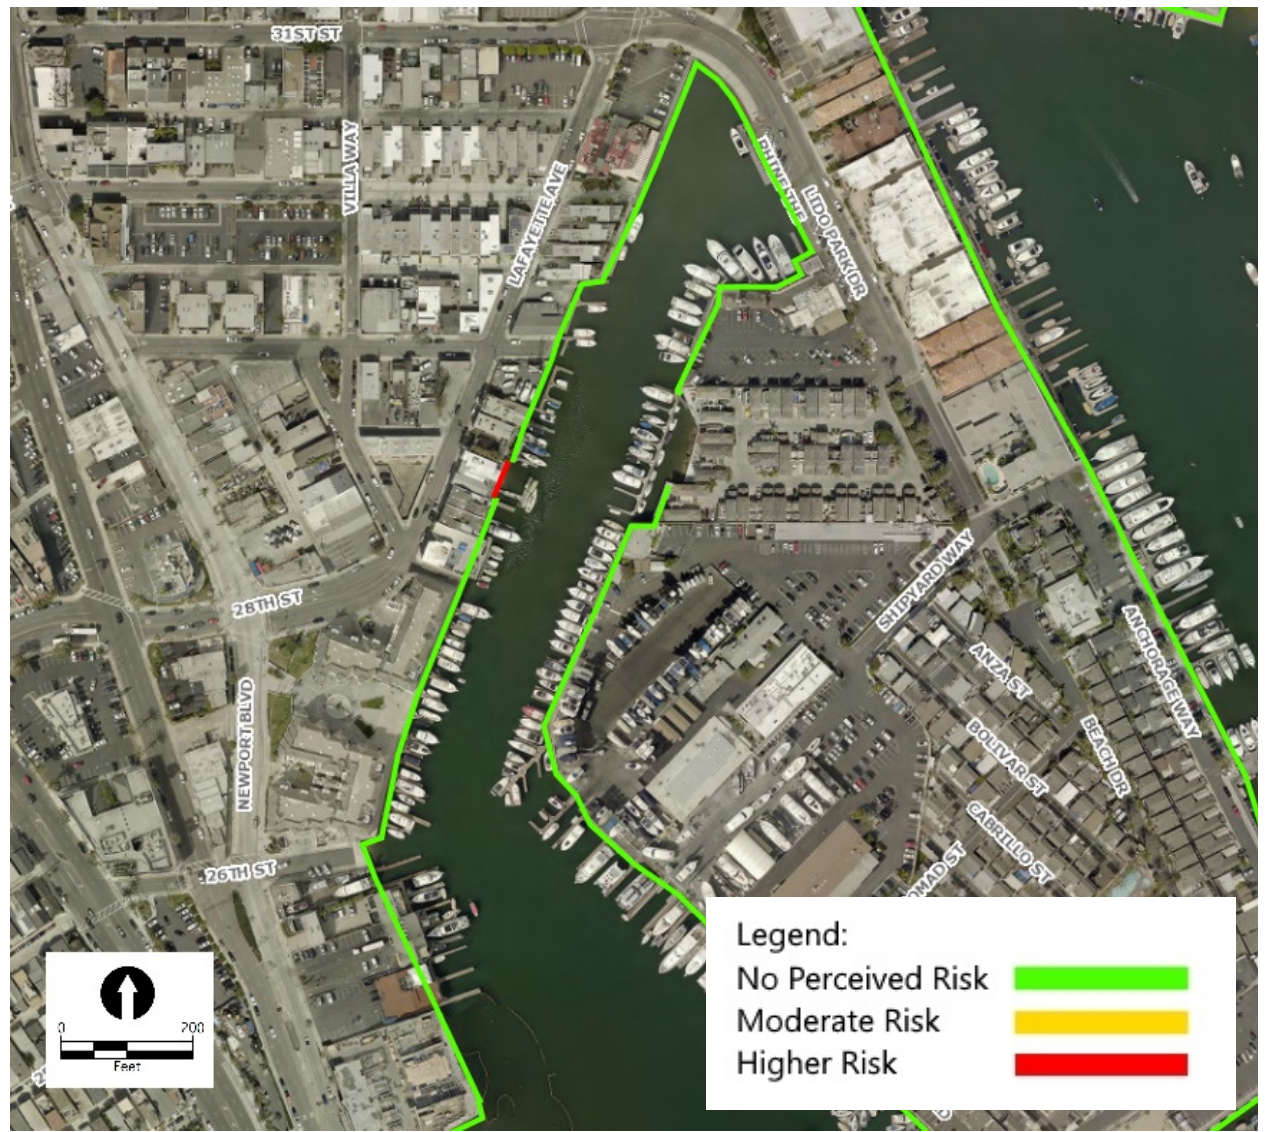 31ST ST
VILLA WAY
LAFAYETTE AVE
RHINE THE
LIDO PARK DR
28TH ST
SHIPYARD WAY
ANZA ST
ANCHORAGE WAY
NEWPORT BLVD
BOLIVAR ST
BEACH DR
CABRILLO ST
26TH ST
Legend:
No Perceived Risk
Moderate Risk
Higher Risk
0 200
Feet